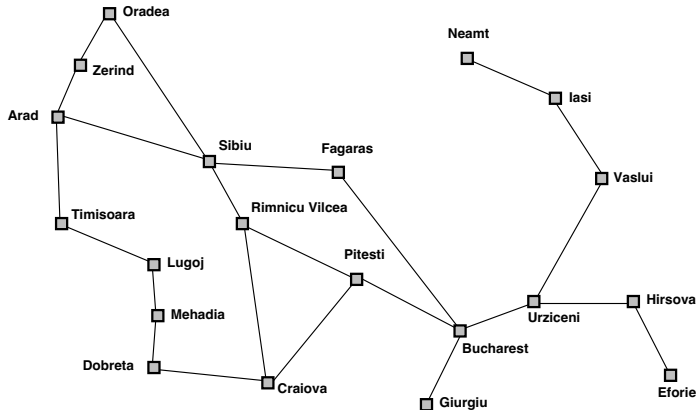 Oradea
Neamt
Zerind
Iasi
Arad
Sibiu
Fagaras
Vaslui
Timisoara
Rimnicu Vilcea
Lugoj
Pitesti
Hirsova
Mehadia
Urziceni
Bucharest
Dobreta
Craiova
Eforie
Giurgiu